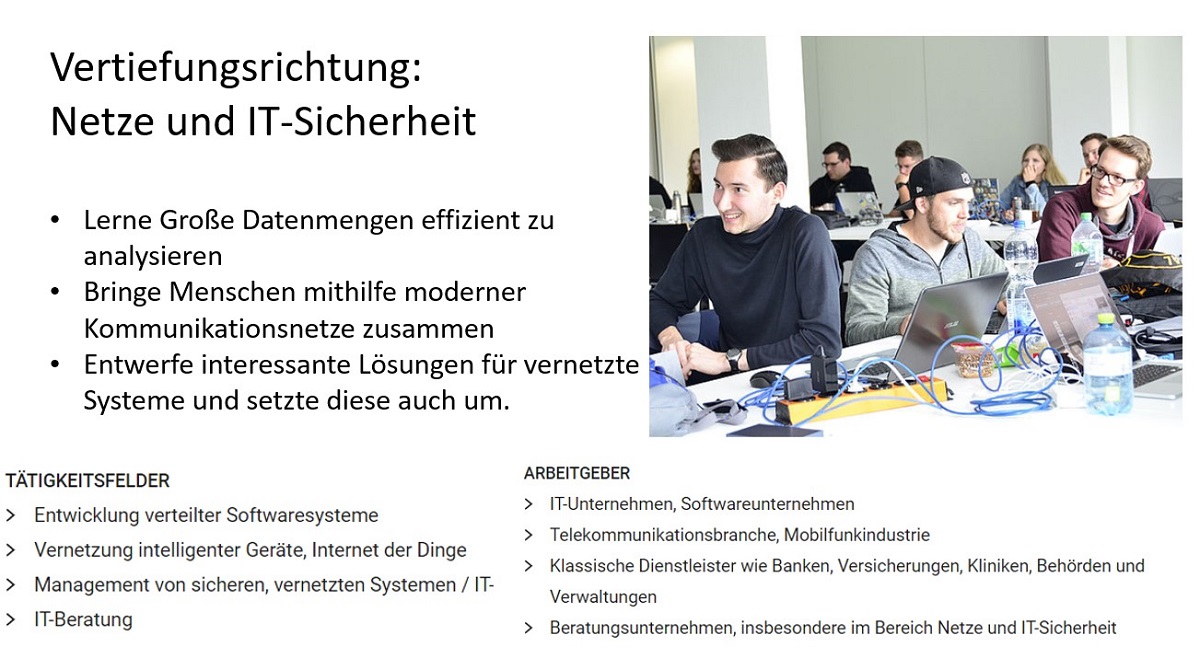 Vertiefungsrichtung:
Netze und IT-Sicherheit
• Lerne Große Datenmengen effizient zu
analysieren
• Bringe Menschen mithilfe moderner
Kommunikationsnetze zusammen
• Entwerfe interessante Lösungen für vernetzte
Systeme und setzte diese auch um.
TÄTIGKEITSFELDER
> Entwicklung verteilter Softwaresysteme
> Vernetzung intelligenter Geräte, Internet der Dinge
> Management von sicheren, vernetzten Systemen / IT-
> IT-Beratung
ARBEITGEBER
> IT-Unternehmen, Softwareunternehmen
> Telekommunikationsbranche, Mobilfunkindustrie
> Klassische Dienstleister wie Banken, Versicherungen, Kliniken, Behörden und
Verwaltungen
> Beratungsunternehmen, insbesondere im Bereich Netze und IT-Sicherheit